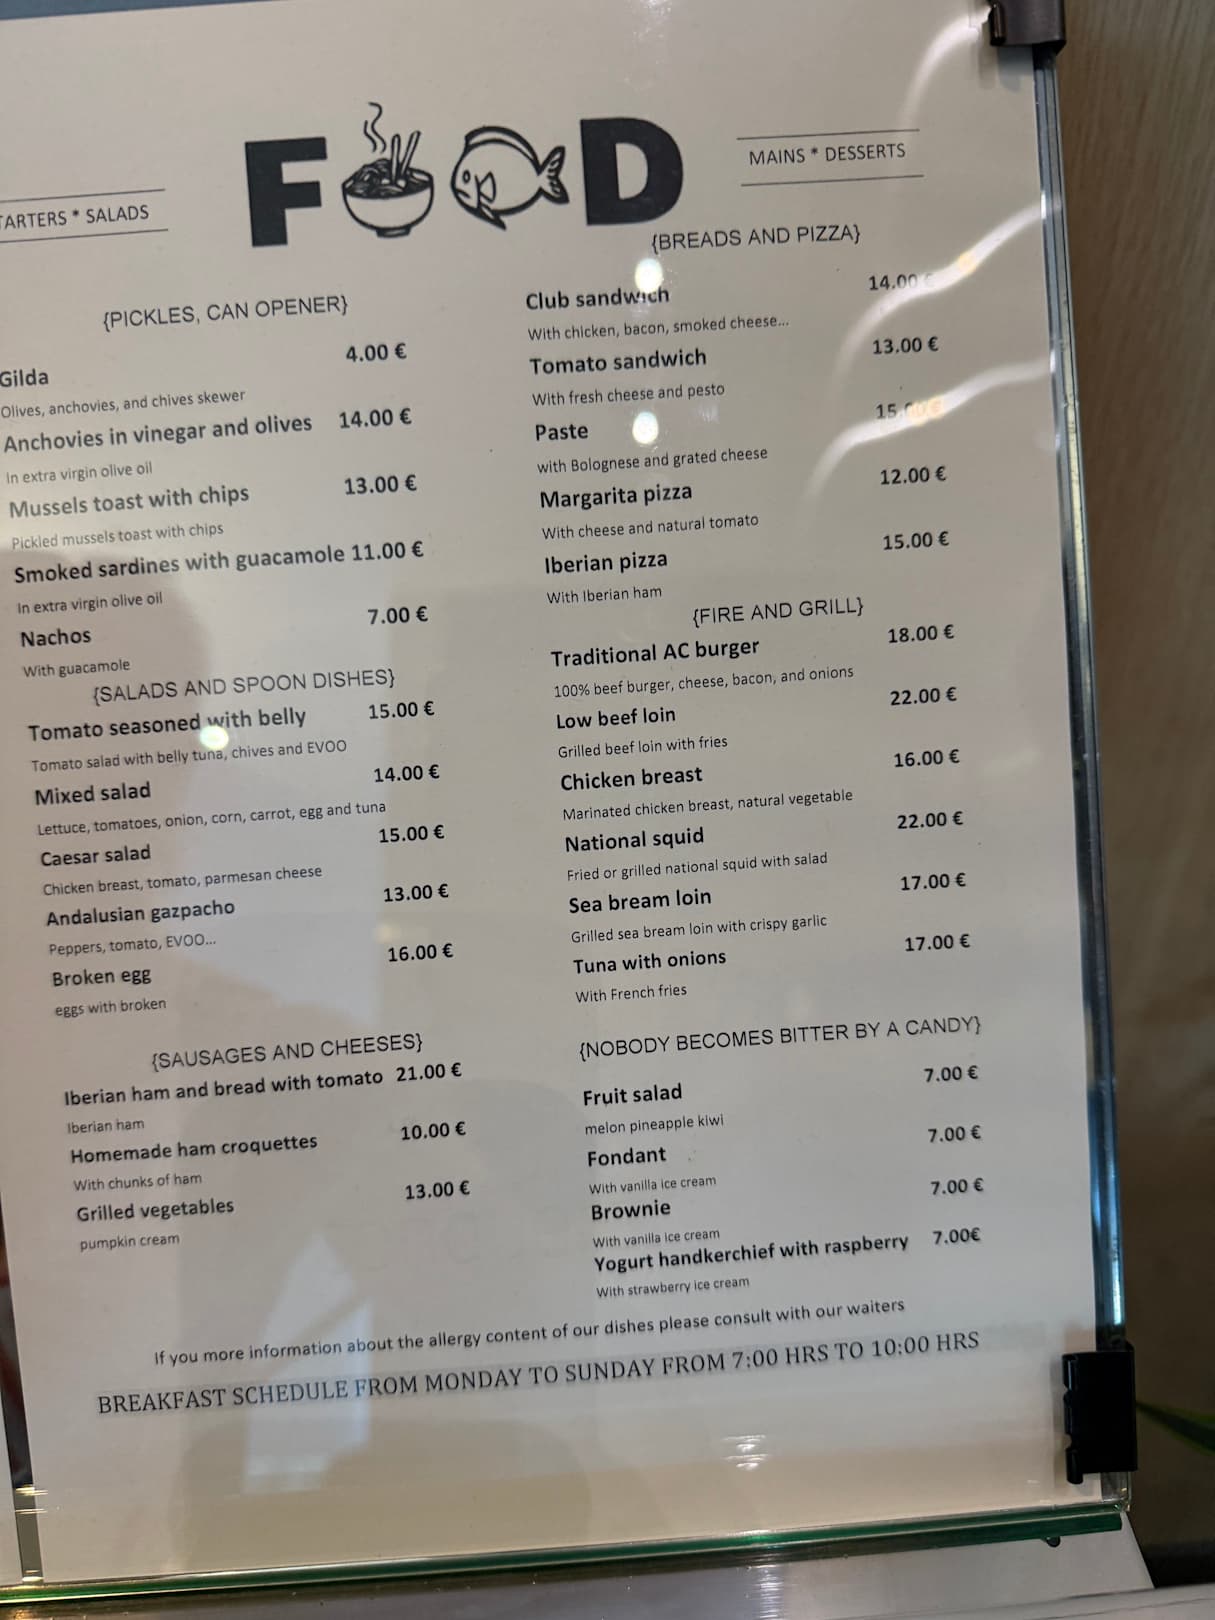 TARTERS * SALADS
FOOD
MAINS * DESSERTS
{PICKLES, CAN OPENER}
Gilda 4.00 €
Olives, anchovies, and chives skewer
Anchovies in vinegar and olives 14.00 €
In extra virgin olive oil
Mussels toast with chips 13.00 €
Pickled mussels toast with chips
Smoked sardines with guacamole 11.00 €
In extra virgin olive oil
Nachos 7.00 €
With guacamole
{SALADS AND SPOON DISHES}
Tomato seasoned with belly 15.00 €
Tomato salad with belly tuna, chives and EVOO
Mixed salad 14.00 €
Lettuce, tomatoes, onion, corn, carrot, egg and tuna
Caesar salad 15.00 €
Chicken breast, tomato, parmesan cheese
Andalusian gazpacho 13.00 €
Peppers, tomato, EVOO...
Broken egg 16.00 €
eggs with broken
{SAUSAGES AND CHEESES}
Iberian ham and bread with tomato 21.00 €
Iberian ham
Homemade ham croquettes 10.00 €
With chunks of ham
Grilled vegetables 13.00 €
pumpkin cream
{BREADS AND PIZZA}
Club sandwich 14.00 €
With chicken, bacon, smoked cheese...
Tomato sandwich 13.00 €
With fresh cheese and pesto
Paste 15.00 €
with Bolognese and grated cheese
Margarita pizza 12.00 €
With cheese and natural tomato
Iberian pizza 15.00 €
With Iberian ham
{FIRE AND GRILL}
Traditional AC burger 18.00 €
100% beef burger, cheese, bacon, and onions
Low beef loin 22.00 €
Grilled beef loin with fries
Chicken breast 16.00 €
Marinated chicken breast, natural vegetable
National squid 22.00 €
Fried or grilled national squid with salad
Sea bream loin 17.00 €
Grilled sea bream loin with crispy garlic
Tuna with onions 17.00 €
With French fries
{NOBODY BECOMES BITTER BY A CANDY}
Fruit salad 7.00 €
melon pineapple kiwi
Fondant 7.00 €
With vanilla ice cream
Brownie 7.00 €
With vanilla ice cream
Yogurt handkerchief with raspberry 7.00€
With strawberry ice cream
If you more information about the allergy content of our dishes please consult with our waiters
BREAKFAST SCHEDULE FROM MONDAY TO SUNDAY FROM 7:00 HRS TO 10:00 HRS